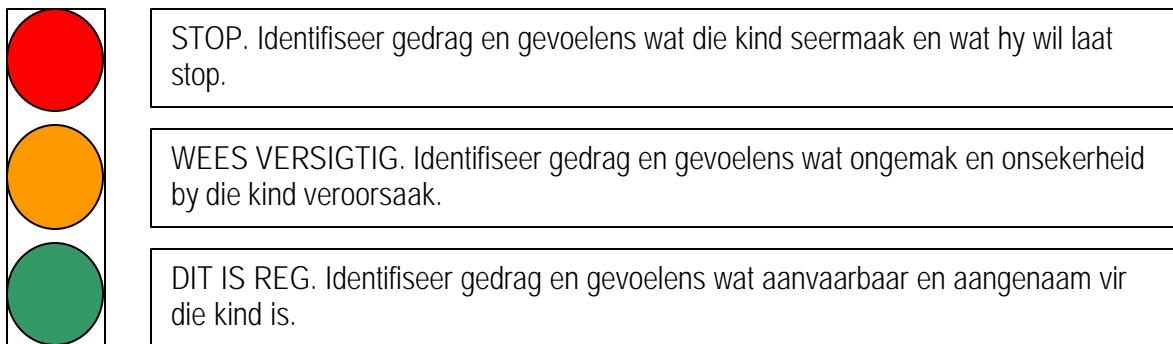 STOP. Identifiseer gedrag en gevoelens wat die kind seermaak en wat hy wil laat
stop.
WEES VERSIGTIG. Identifiseer gedrag en gevoelens wat ongemak en onsekerheid
by die kind veroorsaak.
DIT IS REG. Identifiseer gedrag en gevoelens wat aanvaarbaar en aangenaam vir
die kind is.